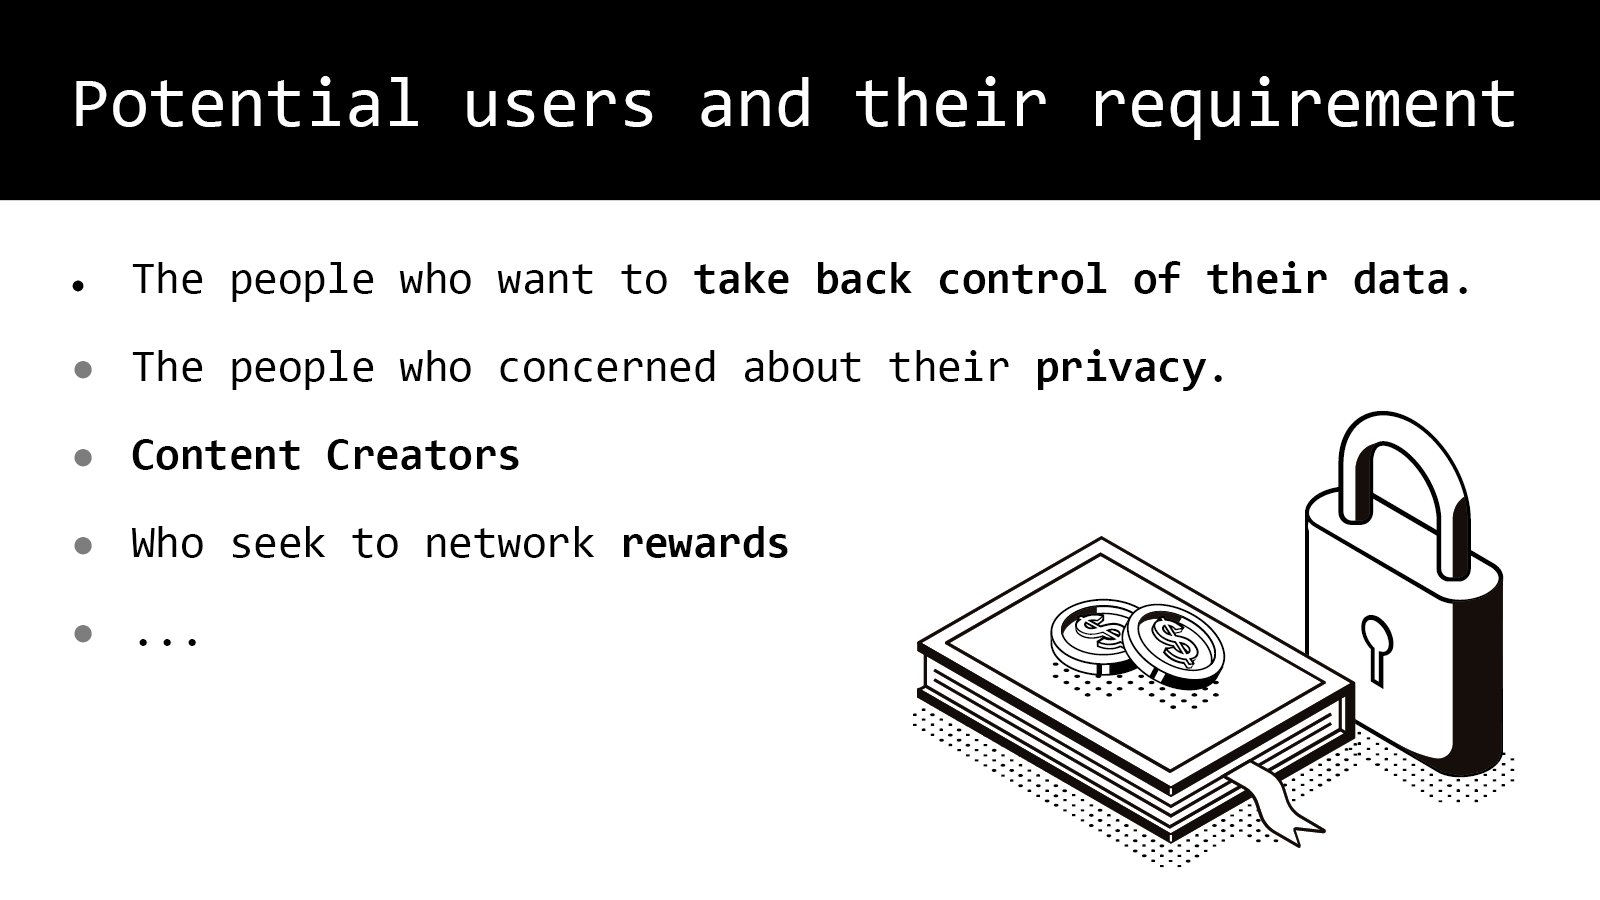 Potential users and their requirement
• The people who want to take back control of their data.
• The people who concerned about their privacy.
• Content Creators
• Who seek to network rewards
• ...
$ $